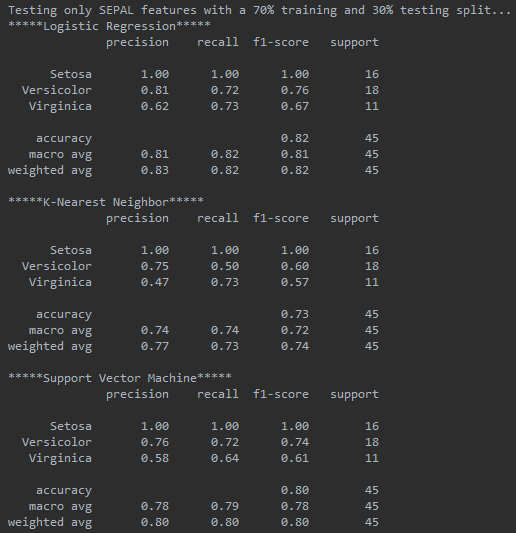 Testing only SEPAL features with a 70% training and 30% testing split...
*****Logistic Regression*****
precision recall f1-score support
Setosa 1.00 1.00 1.00 16
Versicolor 0.81 0.72 0.76 18
Virginica 0.62 0.73 0.67 11
accuracy 0.82 45
macro avg 0.81 0.82 0.81 45
weighted avg 0.83 0.82 0.82 45
*****K-Nearest Neighbor*****
precision recall f1-score support
Setosa 1.00 1.00 1.00 16
Versicolor 0.75 0.50 0.60 18
Virginica 0.47 0.73 0.57 11
accuracy 0.73 45
macro avg 0.74 0.74 0.72 45
weighted avg 0.77 0.73 0.74 45
*****Support Vector Machine*****
precision recall f1-score support
Setosa 1.00 1.00 1.00 16
Versicolor 0.76 0.72 0.74 18
Virginica 0.58 0.64 0.61 11
accuracy 0.80 45
macro avg 0.78 0.79 0.78 45
weighted avg 0.80 0.80 0.80 45